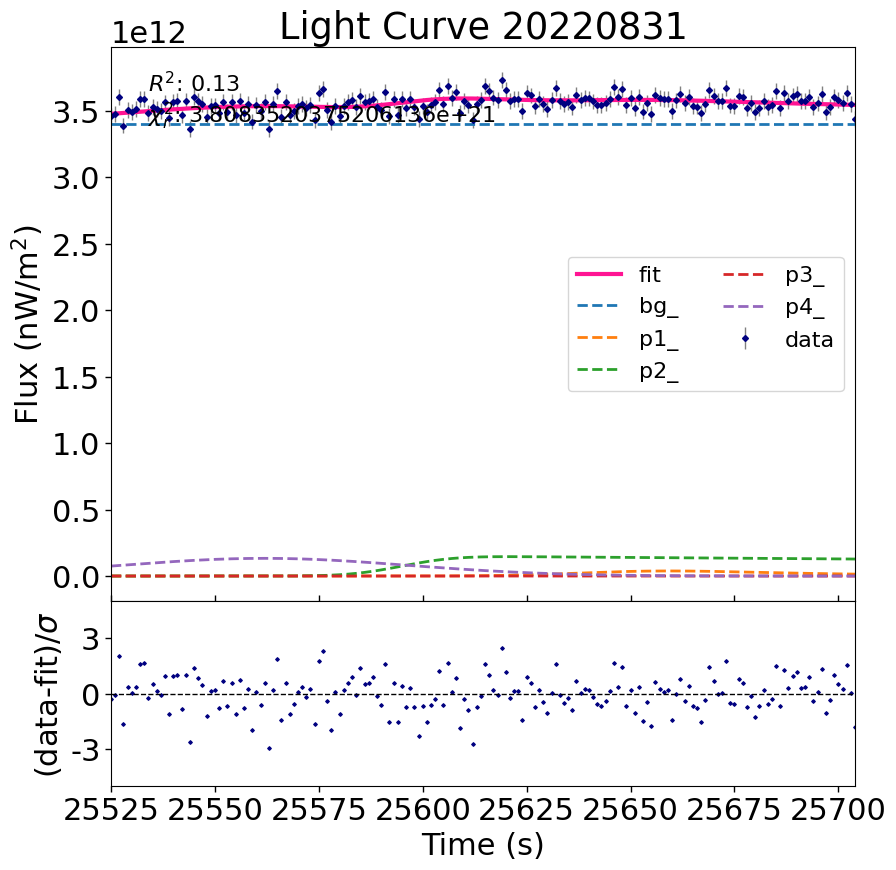 Light Curve 20220831
1e12
R²: 0.13
3.5
3.0
2.5
2.0
1.5
1.0
0.5
0.0
Flux (nW/m²)
fit
bg_
p1_
p2_
p3_
p4_
data
3
0
-3
(data-fit)/σ
25525 25550 25575 25600 25625 25650 25675 25700
Time (s)